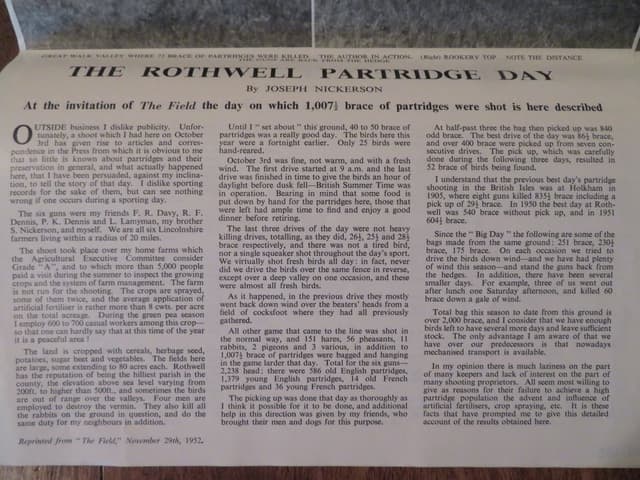 GREAT WALK VALLEY WHERE 77 BRACE OF PARTRIDGES WERE KILLED. THE AUTHOR IN ACTION. (Right) ROOKERY TOP NOTE THE DISTANCE
THE GUNS ARE BACK FROM THE HEDGE
THE ROTHWELL PARTRIDGE DAY
By JOSEPH NICKERSON
At the invitation of The Field the day on which 1,007½ brace of partridges were shot is here described
OUTSIDE business I dislike publicity. Unfor-
tunately, a shoot which I had here on October
3rd has given rise to articles and corres-
pondence in the Press from which it is obvious to me
that so little is known about partridges and their
preservation in general, and what actually happened
here, that I have been persuaded, against my inclina-
tion, to tell the story of that day. I dislike sporting
records for the sake of them, but can see nothing
wrong if one occurs during a sporting day.
The six guns were my friends F. R. Davy, R. F.
Dennis, P. K. Dennis and L. Lamyman, my brother
S. Nickerson, and myself. We are all six Lincolnshire
farmers living within a radius of 20 miles.
The shoot took place over my home farms which
the Agricultural Executive Committee consider
Grade "A", and to which more than 5,000 people
paid a visit during the summer to inspect the growing
crops and the system of farm management. The farm
is not run for the shooting. The crops are sprayed,
some of them twice, and the average application of
artificial fertiliser is rather more than 8 cwts. per acre
on the total acreage. During the green pea season
I employ 600 to 700 casual workers among this crop—
so that one can hardly say that at this time of the year
it is a peaceful area !
The land is cropped with cereals, herbage seed,
potatoes, sugar beet and vegetables. The fields here
are large, some extending to 80 acres each. Rothwell
has the reputation of being the hilliest parish in the
county, the elevation above sea level varying from
200ft. to higher than 500ft., and sometimes the birds
are out of range over the valleys. Four men are
employed to destroy the vermin. They also kill all
the rabbits on the ground in question, and do the
same duty for my neighbours in addition.
Reprinted from "The Field," November 29th, 1952.
Until I " set about " this ground, 40 to 50 brace of
partridges was a really good day. The birds here this
year were a fortnight earlier. Only 25 birds were
hand-reared.
October 3rd was fine, not warm, and with a fresh
wind. The first drive started at 9 a.m. and the last
drive was finished in time to give the birds an hour of
daylight before dusk fell—British Summer Time was
in operation. Bearing in mind that some food is
put down by hand for the partridges here, those that
were left had ample time to find and enjoy a good
dinner before retiring.
The last three drives of the day were not heavy
killing drives, totalling, as they did, 26½, 25½ and 28½
brace respectively, and there was not a tired bird,
nor a single squeaker shot throughout the day's sport.
We virtually shot fresh birds all day : in fact, never
did we drive the birds over the same fence in reverse,
except over a deep valley on one occasion, and these
were almost all fresh birds.
As it happened, in the previous drive they mostly
went back down wind over the beaters' heads from a
field of cocksfoot where they had all previously
gathered.
All other game that came to the line was shot in
the normal way, and 151 hares, 56 pheasants, 11
rabbits, 2 pigeons and 3 various, in addition to
1,007½ brace of partridges were bagged and hanging
in the game larder that day. Total for the six guns—
2,238 head: there were 586 old English partridges,
1,379 young English partridges, 14 old French
partridges and 36 young French partridges.
The picking up was done that day as thoroughly as
I think it possible for it to be done, and additional
help in this direction was given by my friends, who
brought their men and dogs for this purpose.
At half-past three the bag then picked up was 840
odd brace. The best drive of the day was 86½ brace,
and over 400 brace were picked up from seven con-
secutive drives. The pick up, which was carefully
done during the following three days, resulted in
52 brace of birds being found.
I understand that the previous best day's partridge
shooting in the British Isles was at Holkham in
1905, where eight guns killed 835½ brace including a
pick up of 29½ brace. In 1950 the best day at Roth-
well was 540 brace without pick up, and in 1951
604½ brace.
Since the " Big Day " the following are some of the
bags made from the same ground : 251 brace, 230½
brace, 175 brace. On each occasion we tried to
drive the birds down wind—and we have had plenty
of wind this season—and stand the guns back from
the hedges. In addition, there have been several
smaller days. For example, three of us went out
after lunch one Saturday afternoon, and killed 60
brace down a gale of wind.
Total bag this season to date from this ground is
over 2,000 brace, and I consider that we have enough
birds left to have several more days and leave sufficient
stock. The only advantage I am aware of that we
have over our predecessors is that nowadays
mechanised transport is available.
In my opinion there is much laziness on the part
of many keepers and lack of interest on the part of
many shooting proprietors. All seem most willing to
give as reasons for their failure to achieve a high
partridge population the advent and influence of
artificial fertilisers, crop spraying, etc. It is these
facts that have prompted me to give this detailed
account of the results obtained here.